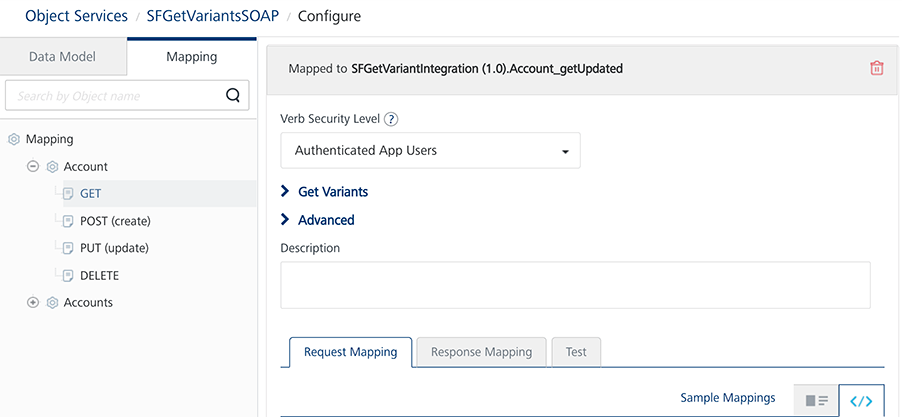 Object Services / SFGetVariantsSOAP / Configure
Data Model
Mapping
Search by Object name
Mapping
Account
GET
POST (create)
PUT (update)
DELETE
Accounts
Mapped to SFGetVariantIntegration (1.0).Account_getUpdated
Verb Security Level ?
Authenticated App Users
Get Variants
Advanced
Description
Request Mapping
Response Mapping
Test
Sample Mappings
</>